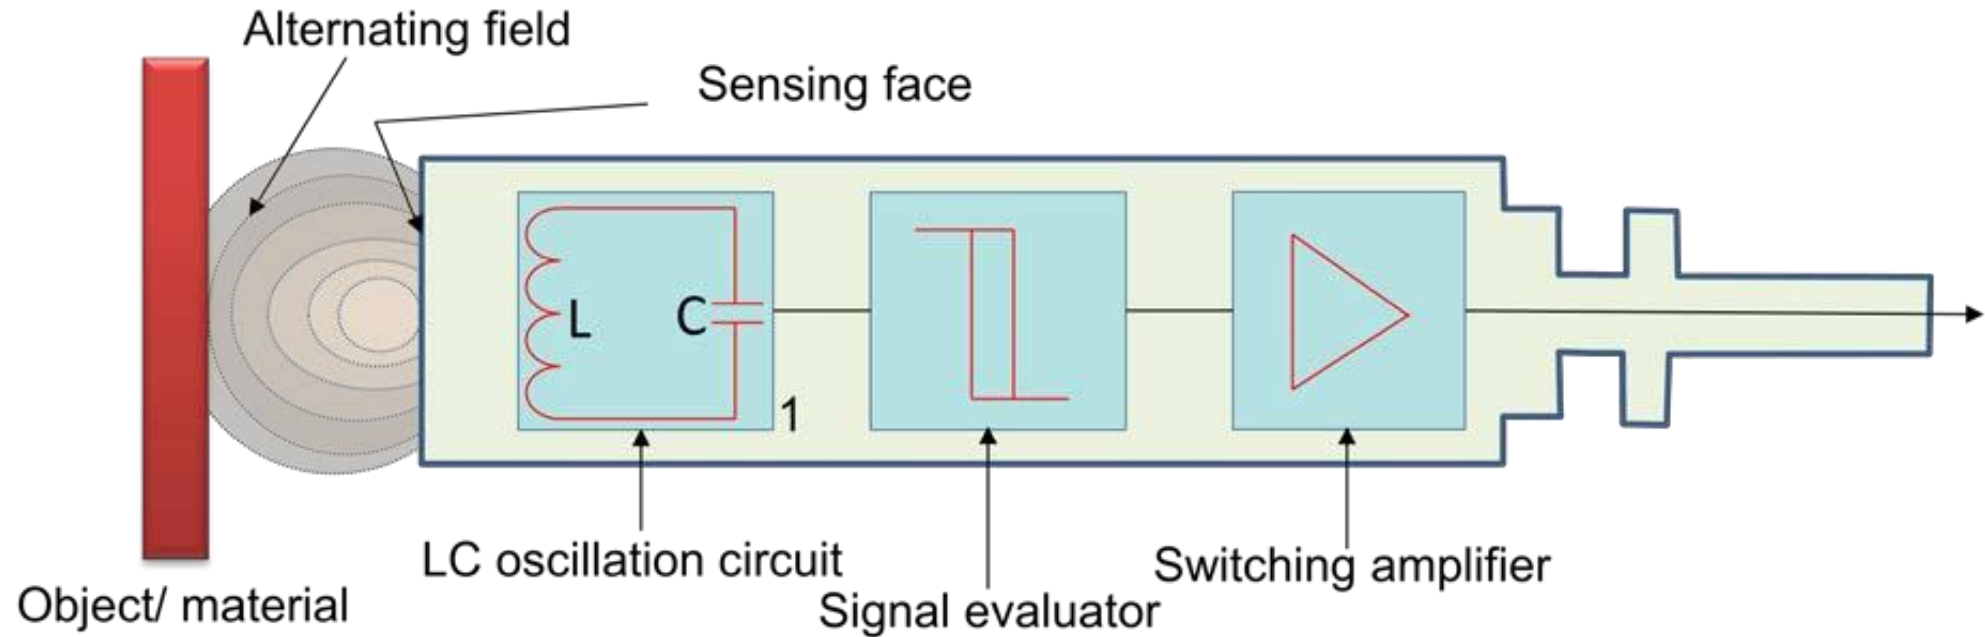 Alternating field
Sensing face
L
C
1
LC oscillation circuit
Switching amplifier
Object/ material
Signal evaluator